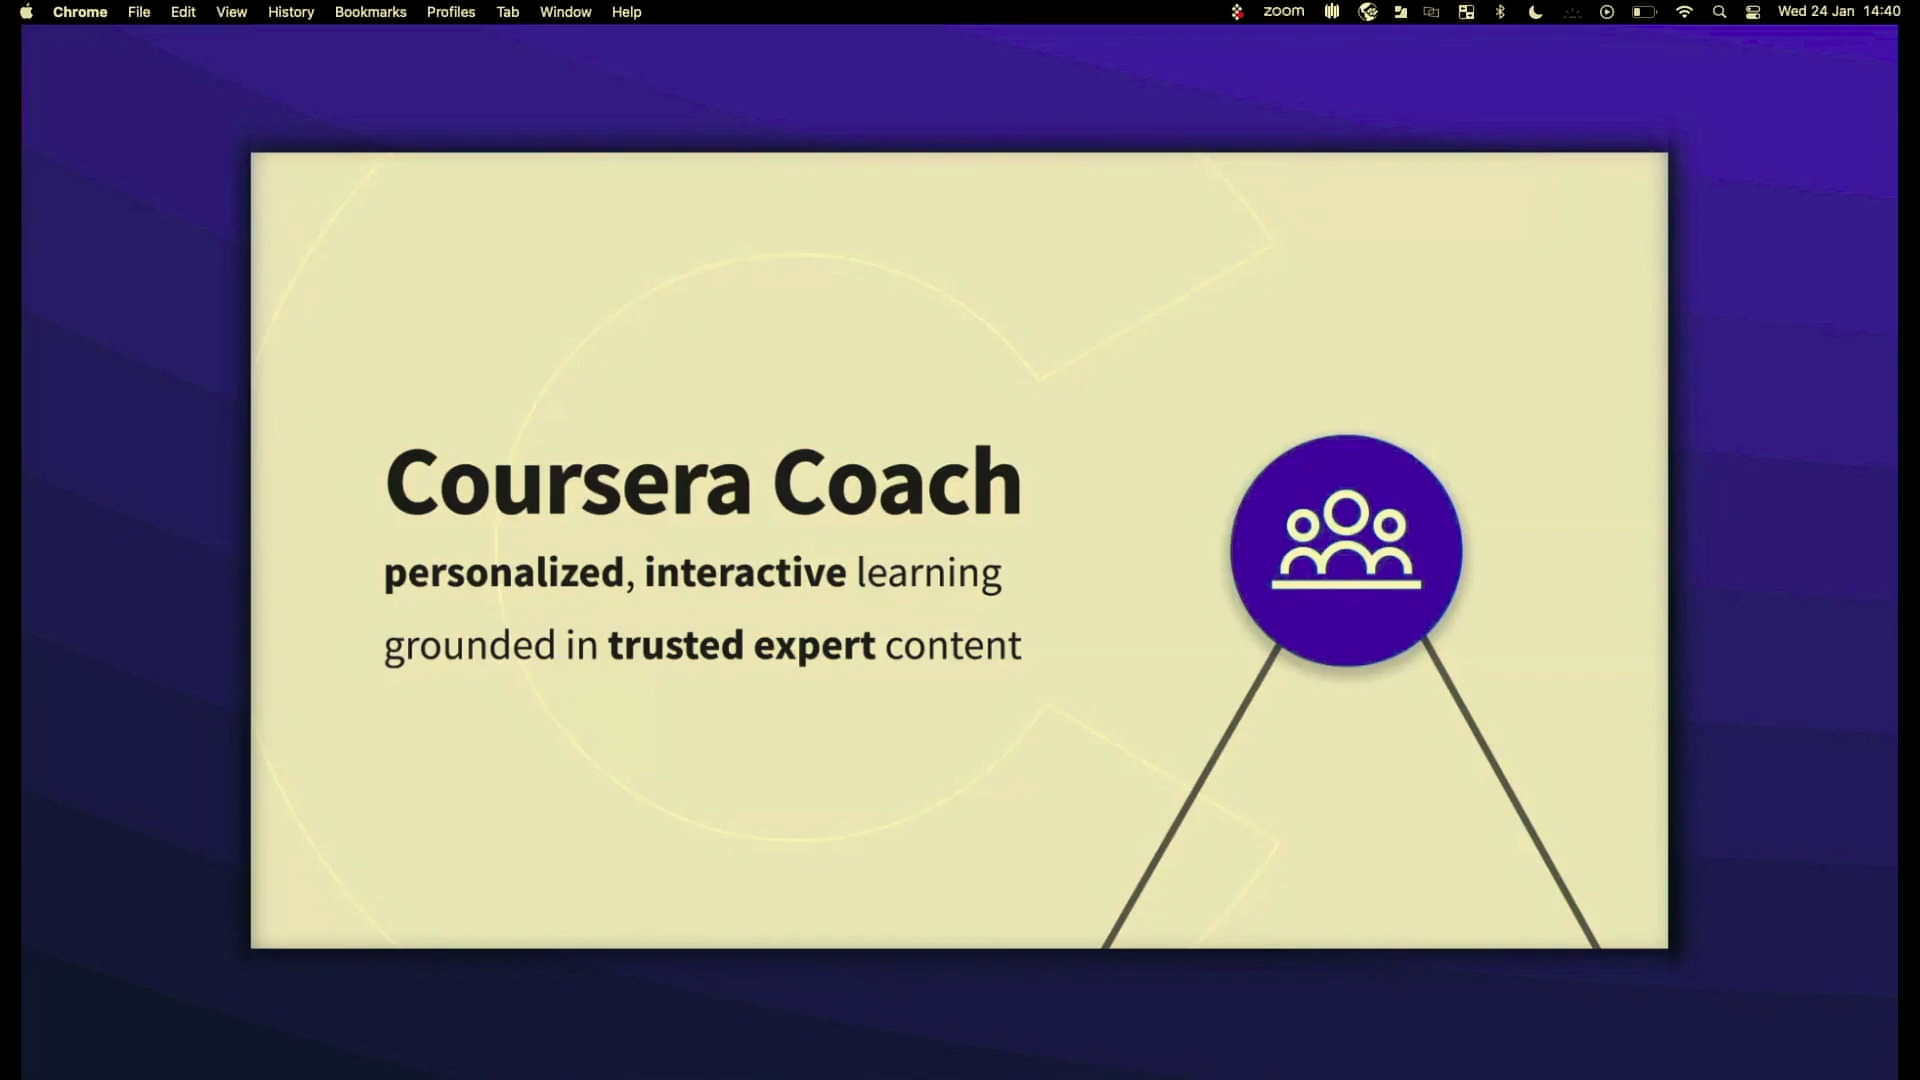 Chrome File Edit View History Bookmarks Profiles Tab Window Help zoom Wed 24 Jan 14:40
Coursera Coach
personalized, interactive learning
grounded in trusted expert content